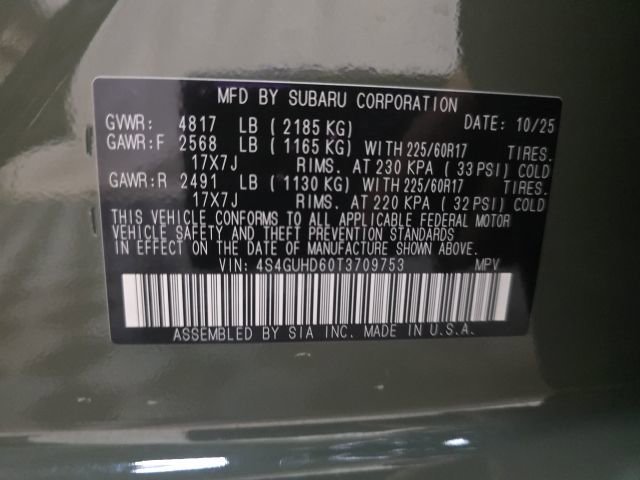 MFD BY SUBARU CORPORATION DATE: 10/25
GVWR: 4817 LB ( 2185 KG)
GAWR:F 2568 LB ( 1165 KG) WITH 225/60R17 TIRES.
17X7J RIMS. AT 230 KPA ( 33 PSI) COLD
GAWR:R 2491 LB ( 1130 KG) WITH 225/60R17 TIRES.
17X7J RIMS. AT 220 KPA ( 32 PSI) COLD
THIS VEHICLE CONFORMS TO ALL APPLICABLE FEDERAL MOTOR
VEHICLE SAFETY AND THEFT PREVENTION STANDARDS
IN EFFECT ON THE DATE OF MANUFACTURE SHOWN ABOVE.
VIN: 4S4GUHD60T3709753 MPV
ASSEMBLED BY SIA INC. MADE IN U.S.A.